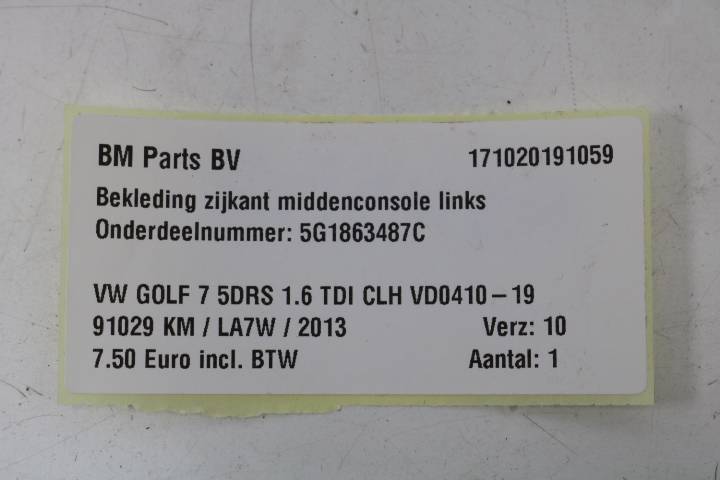 BM Parts BV 171020191059
Bekleding zijkant middenconsole links
Onderdeelnummer: 5G1863487C
VW GOLF 7 5DRS 1.6 TDI CLH VD0410-19
91029 KM / LA7W / 2013 Verz: 10
7.50 Euro incl. BTW Aantal: 1